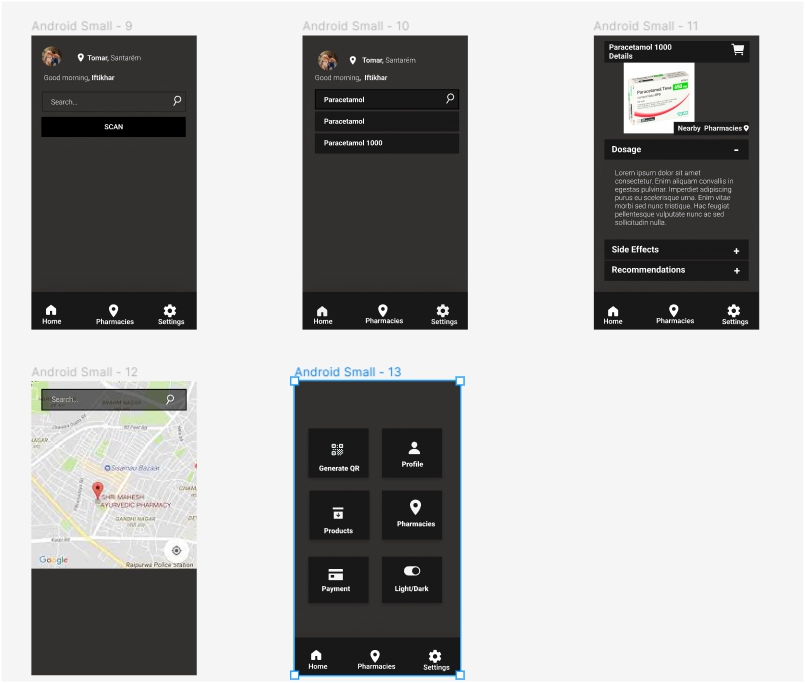 Android Small - 9
Tomar, Santarém
Good morning, Iftikhar
Search...
SCAN
Home
Pharmacies
Settings
Android Small - 10
Tomar, Santarém
Good morning, Iftikhar
Paracetamol
Paracetamol
Paracetamol 1000
Home
Pharmacies
Settings
Android Small - 11
Paracetamol 1000
Details
Paracetamol Teva
Nearby Pharmacies
Dosage -
Lorem ipsum dolor sit amet
consectetur. Enim aliquam convallis in
egestas pulvinar. Imperdiet adipiscing
purus eu scelerisque urna. Enim vitae
morbi sed nunc tristique. Hac feugiat
pellentesque vulputate nunc ac sed
sollicitudin nulla.
Side Effects +
Recommendations +
Home
Pharmacies
Settings
Android Small - 12
Search...
Sisamau Bazaar
SHRI MAHESH
AYURVEDIC PHARMACY
GANDHI NAGAR
Google
Raipurwa Police Station
Android Small - 13
Generate QR
Profile
Products
Pharmacies
Payment
Light/Dark
Home
Pharmacies
Settings